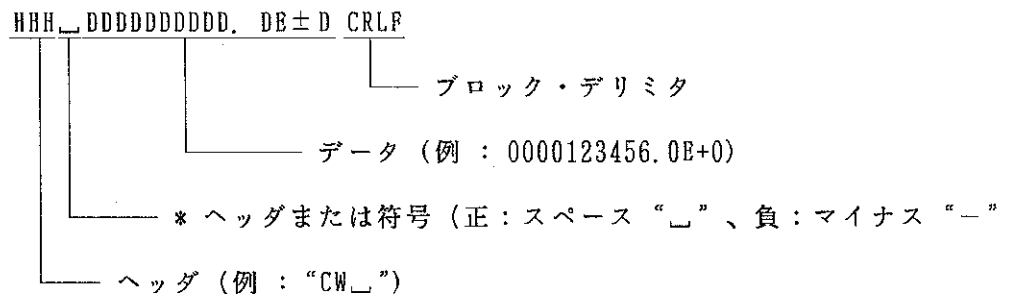 HHH␣DDDDDDDDDD. DE±D CRLF
ブロック・デリミタ
データ (例 : 0000123456.0E+0)
* ヘッダまたは符号 (正:スペース “␣”、負:マイナス “−”
ヘッダ (例 : “CW␣”)